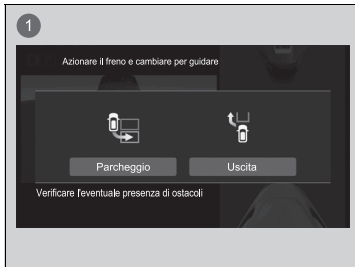 1
Azionare il freno e cambiare per guidare
Parcheggio
Uscita
Verificare l'eventuale presenza di ostacoli